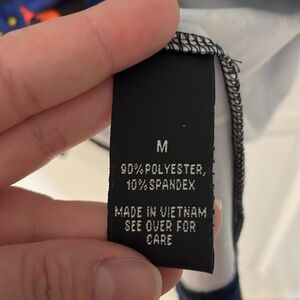 M
90% POLYESTER,
10% SPANDEX
MADE IN VIETNAM
SEE OVER FOR
CARE